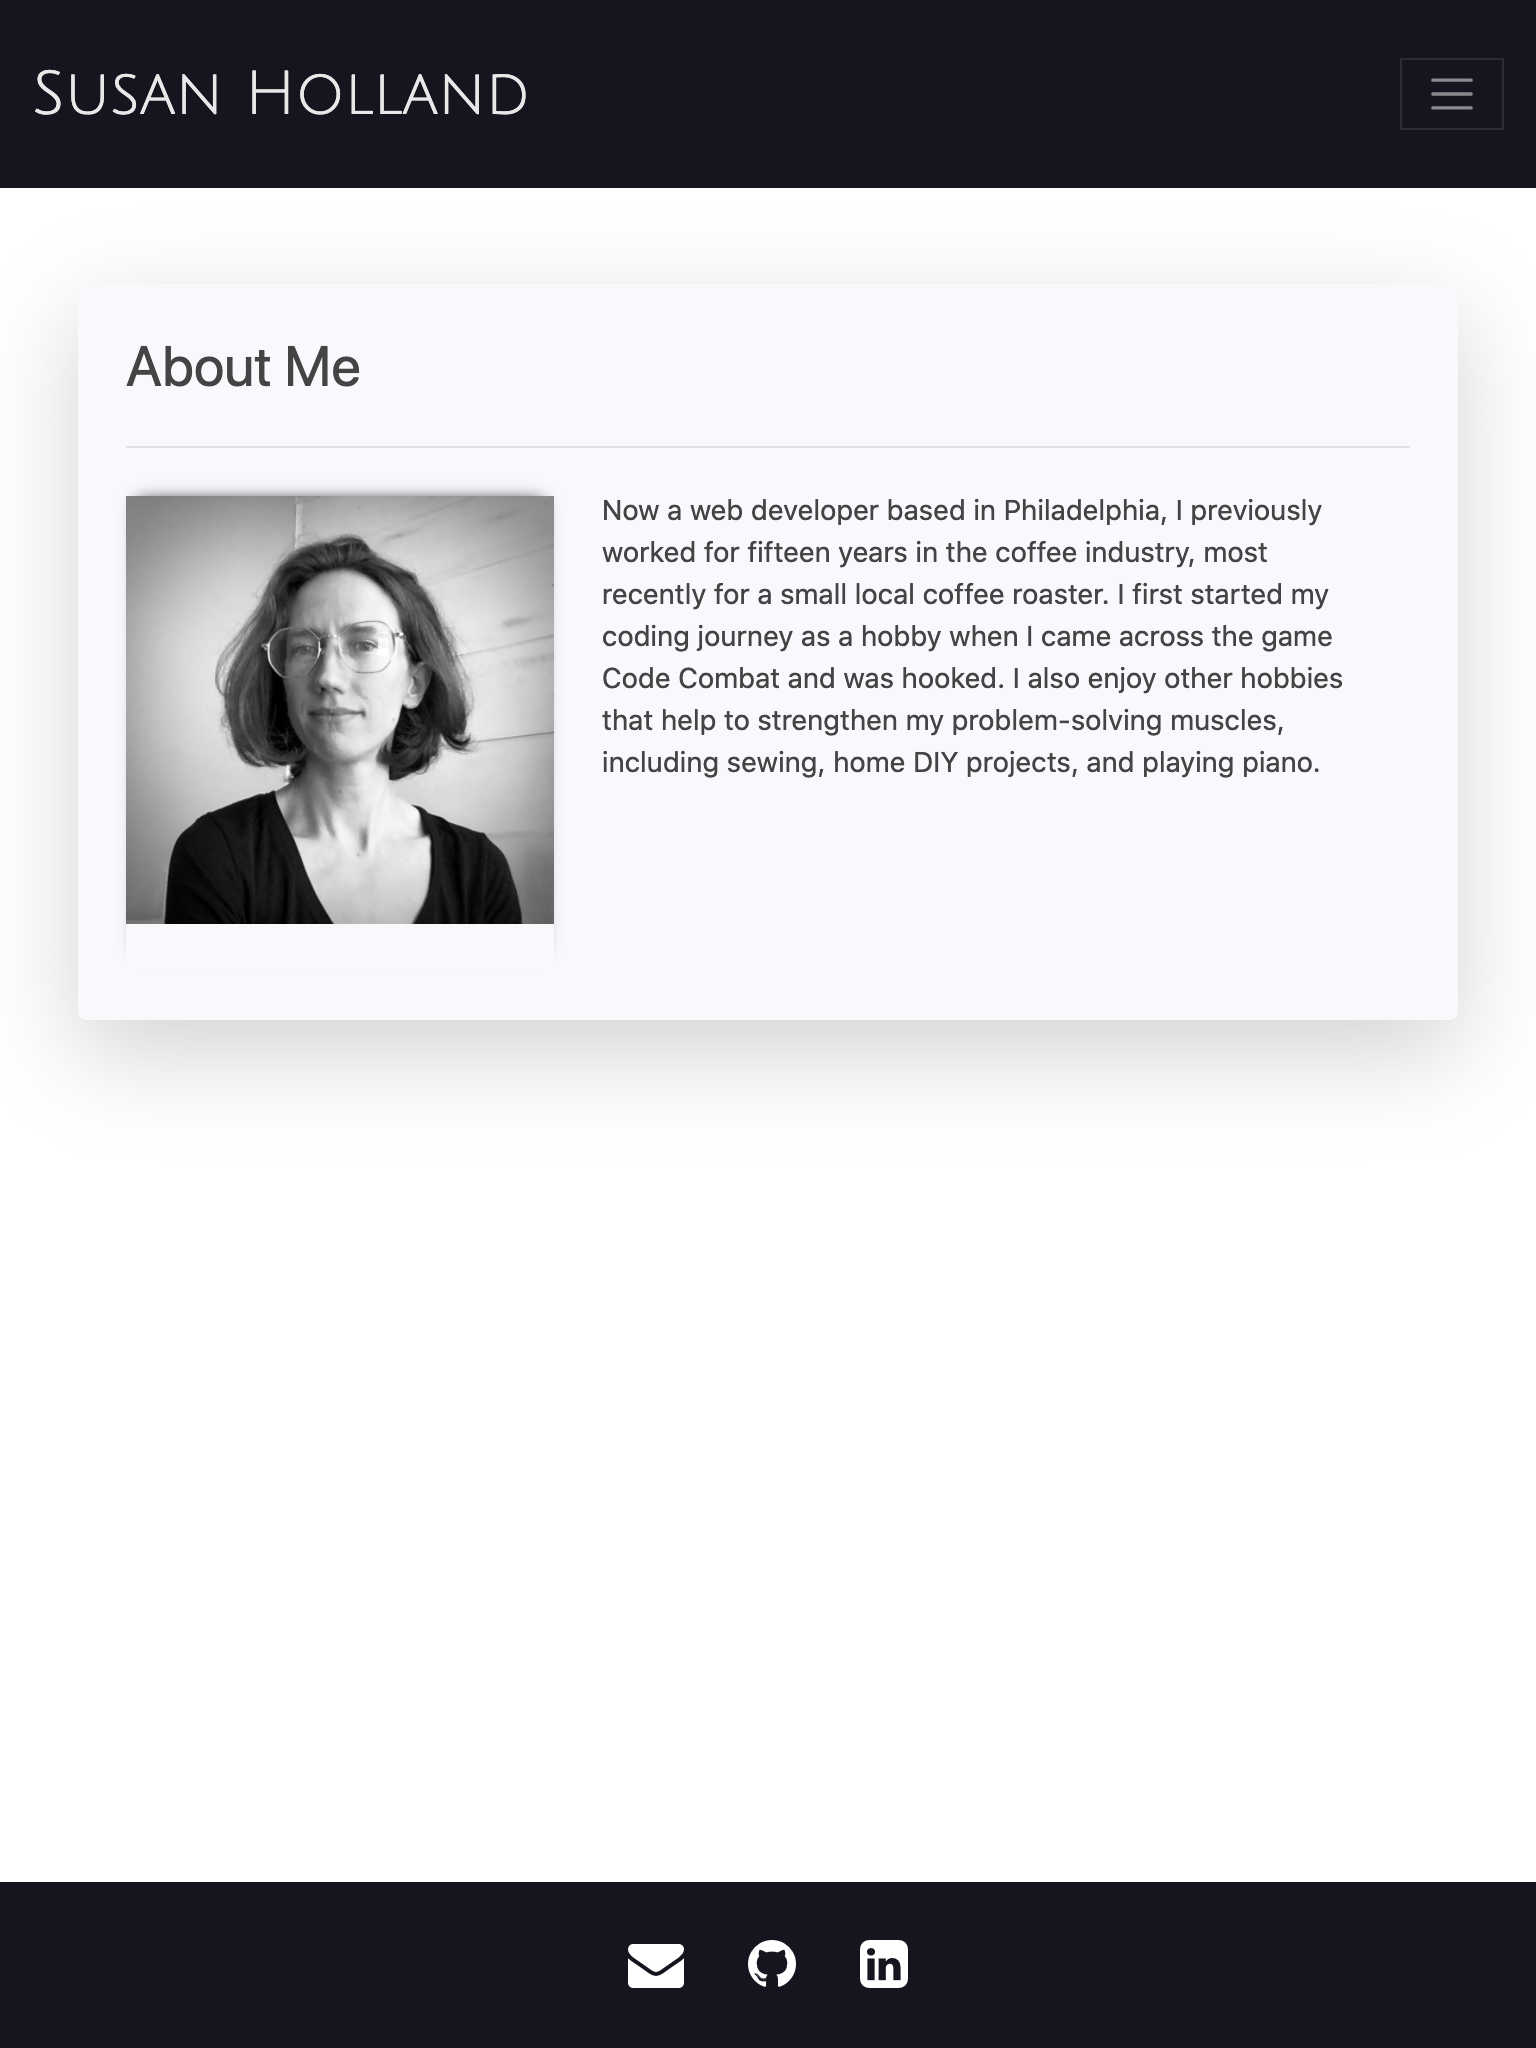 Susan Holland
About Me
Now a web developer based in Philadelphia, I previously
worked for fifteen years in the coffee industry, most
recently for a small local coffee roaster. I first started my
coding journey as a hobby when I came across the game
Code Combat and was hooked. I also enjoy other hobbies
that help to strengthen my problem-solving muscles,
including sewing, home DIY projects, and playing piano.
in